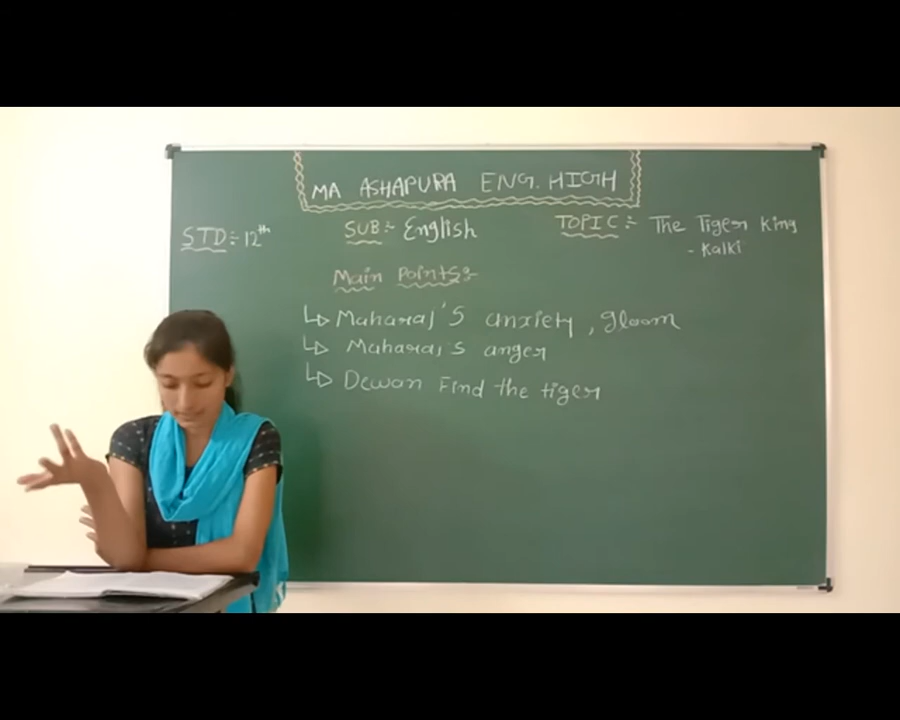 MA ASHAPURA ENG. HIGH
STD:- 12th SUB:- English TOPIC:- The Tiger King
- Kalki
Main Points:-
↳ Maharaj's anxiety, gloom
↳ Maharaj's anger
↳ Dewan Find the tiger